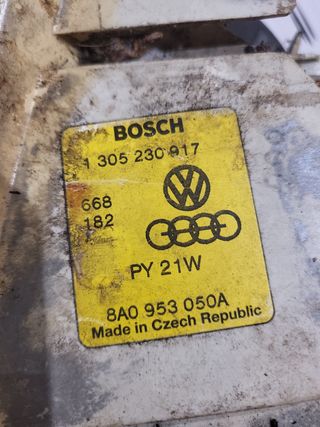 BOSCH
1 305 230 917
668
182
PY 21W
8A0 953 050A
Made in Czech Republic